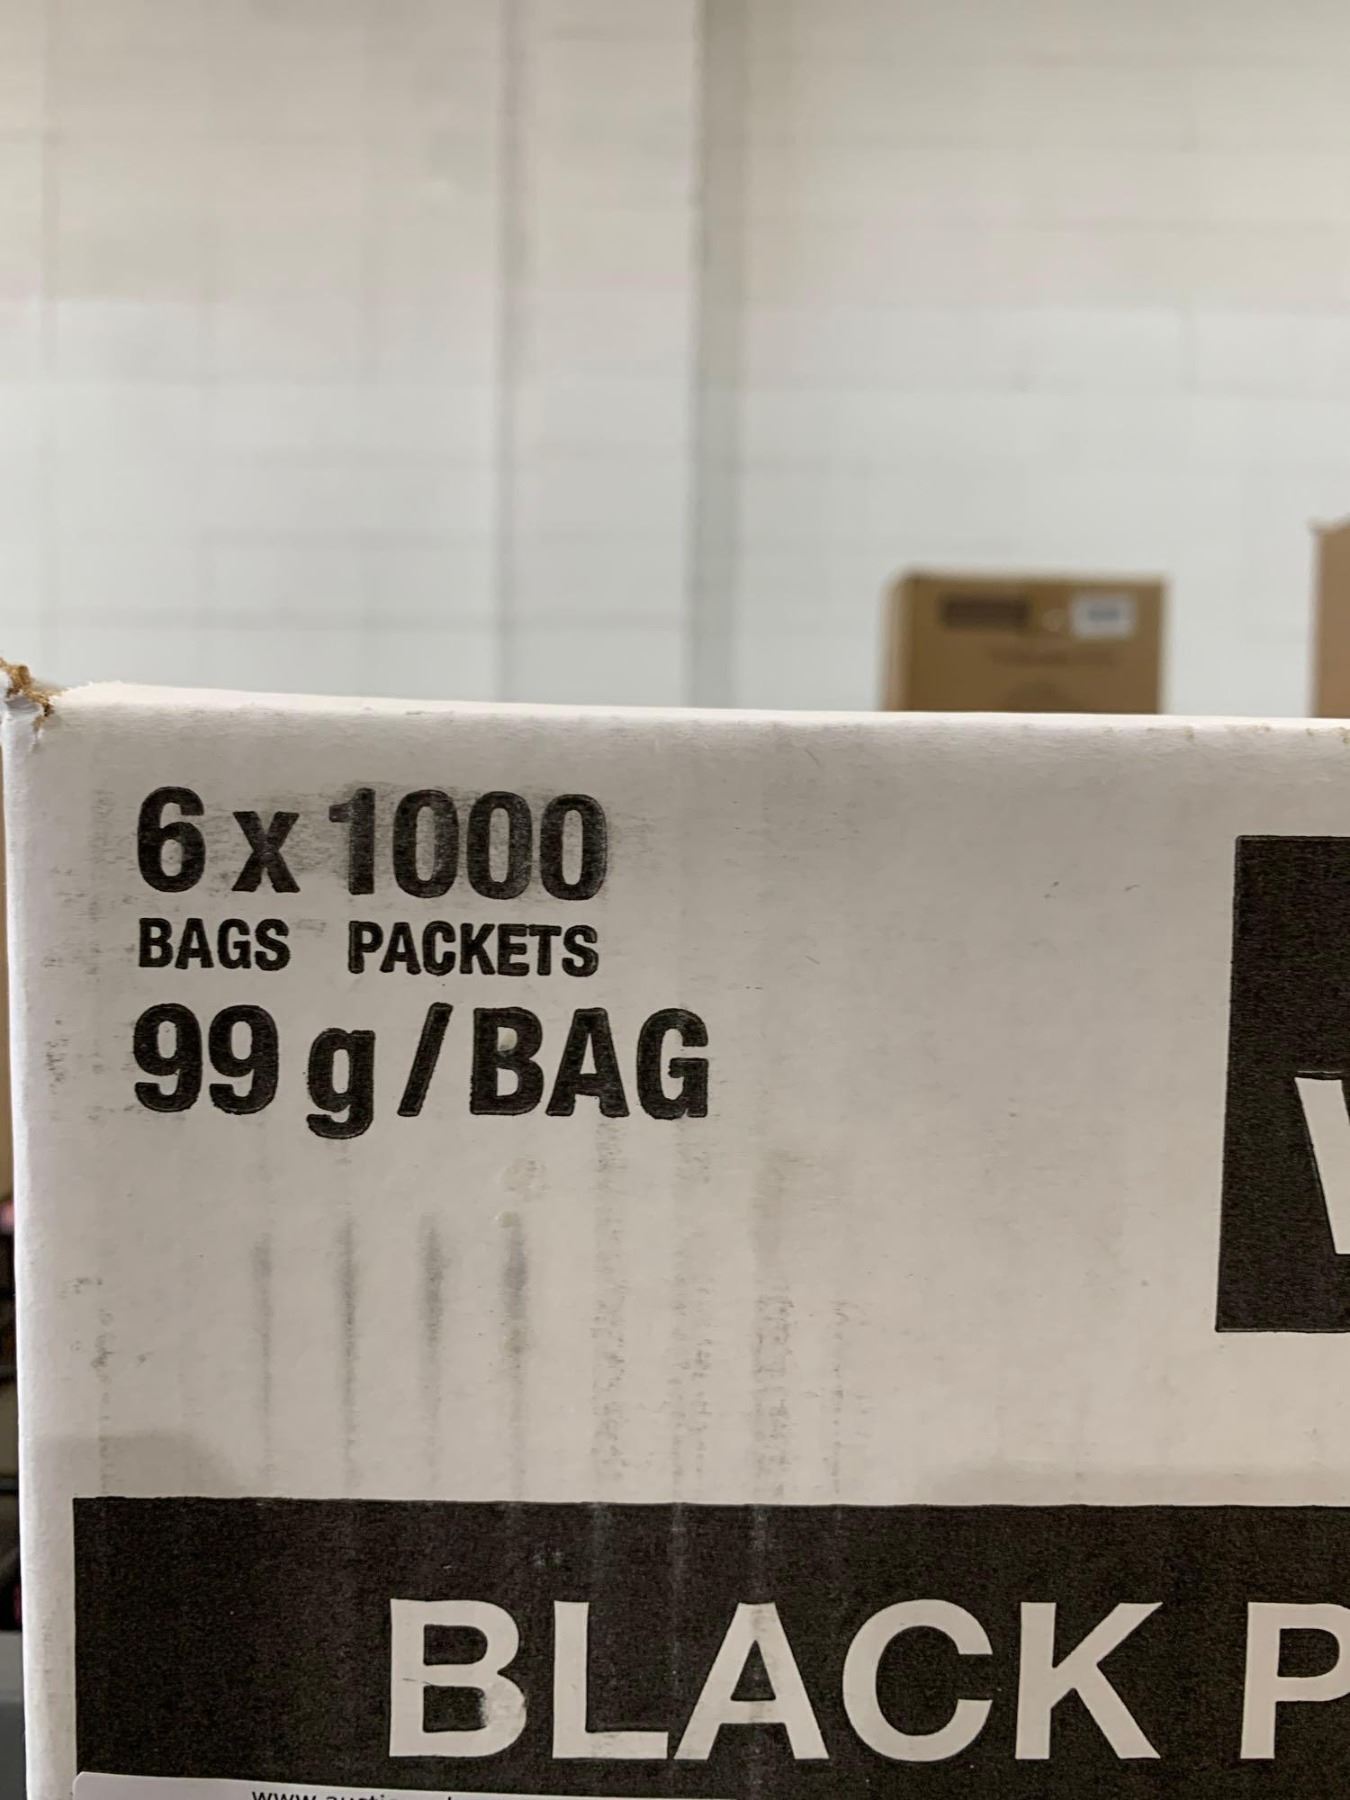 6 x 1000
BAGS PACKETS
99 g / BAG
BLACK P